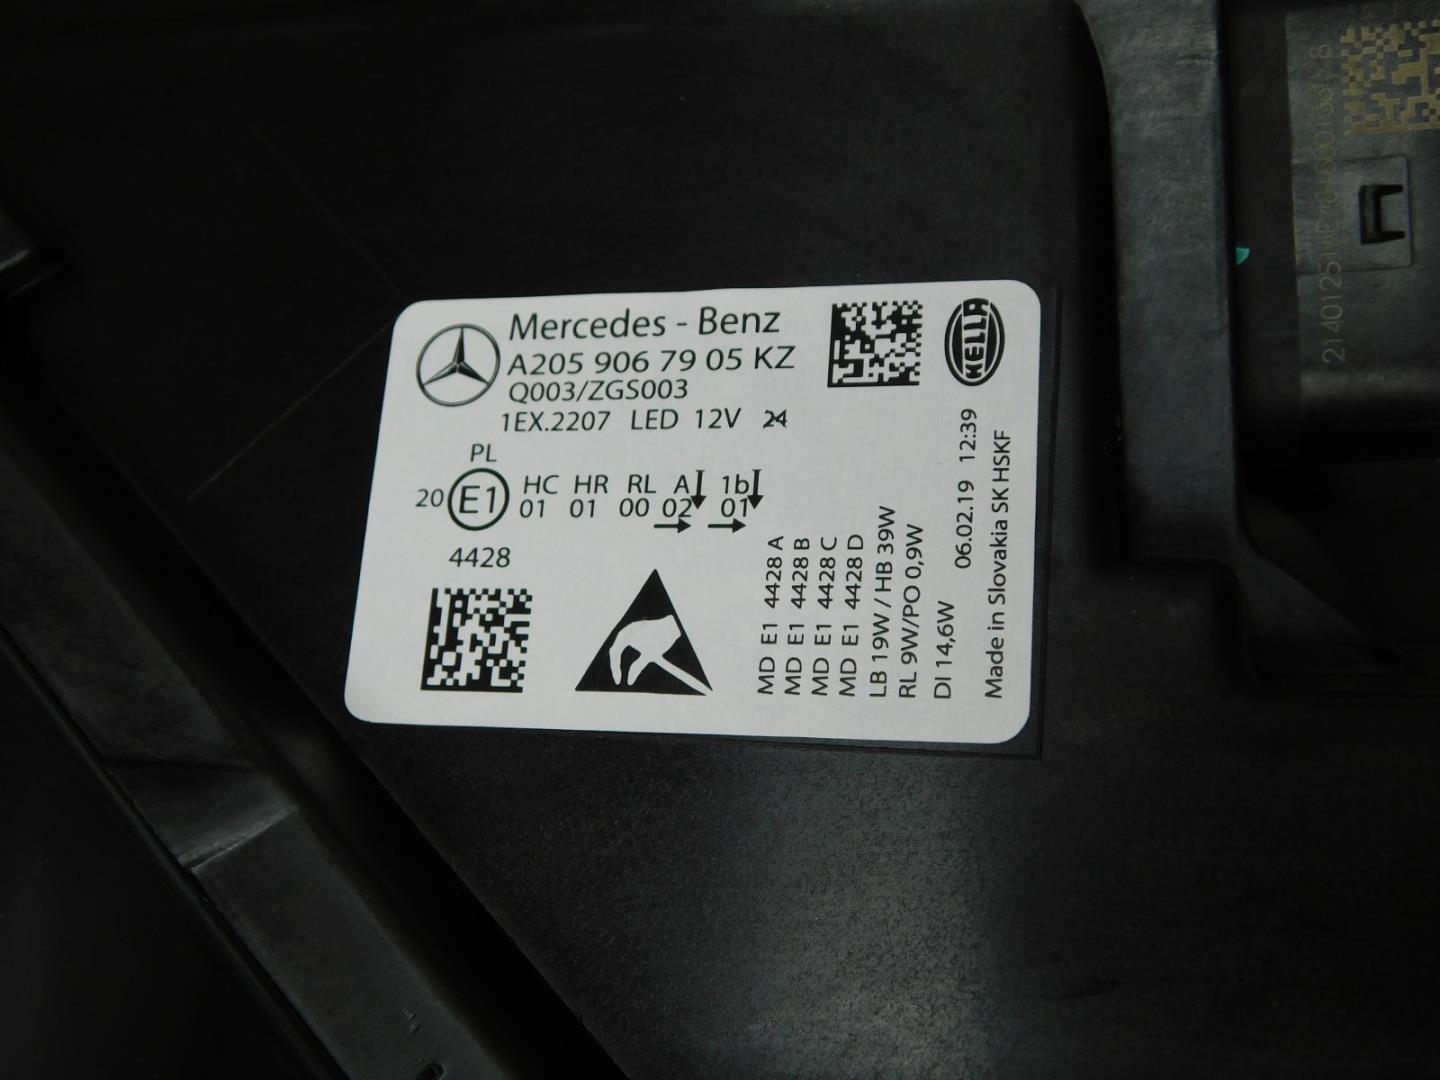 Mercedes - Benz
A205 906 79 05 KZ
Q003/ZGS003
1EX.2207 LED 12V 24
HELLA
PL
20 E1 HC HR RL A 1b
01 01 00 02 01
4428
MD E1 4428 A
MD E1 4428 B
MD E1 4428 C
MD E1 4428 D
LB 19W / HB 39W
RL 9W/PO 0,9W
DI 14,6W
06.02.19 12:39
Made in Slovakia SK HSKF